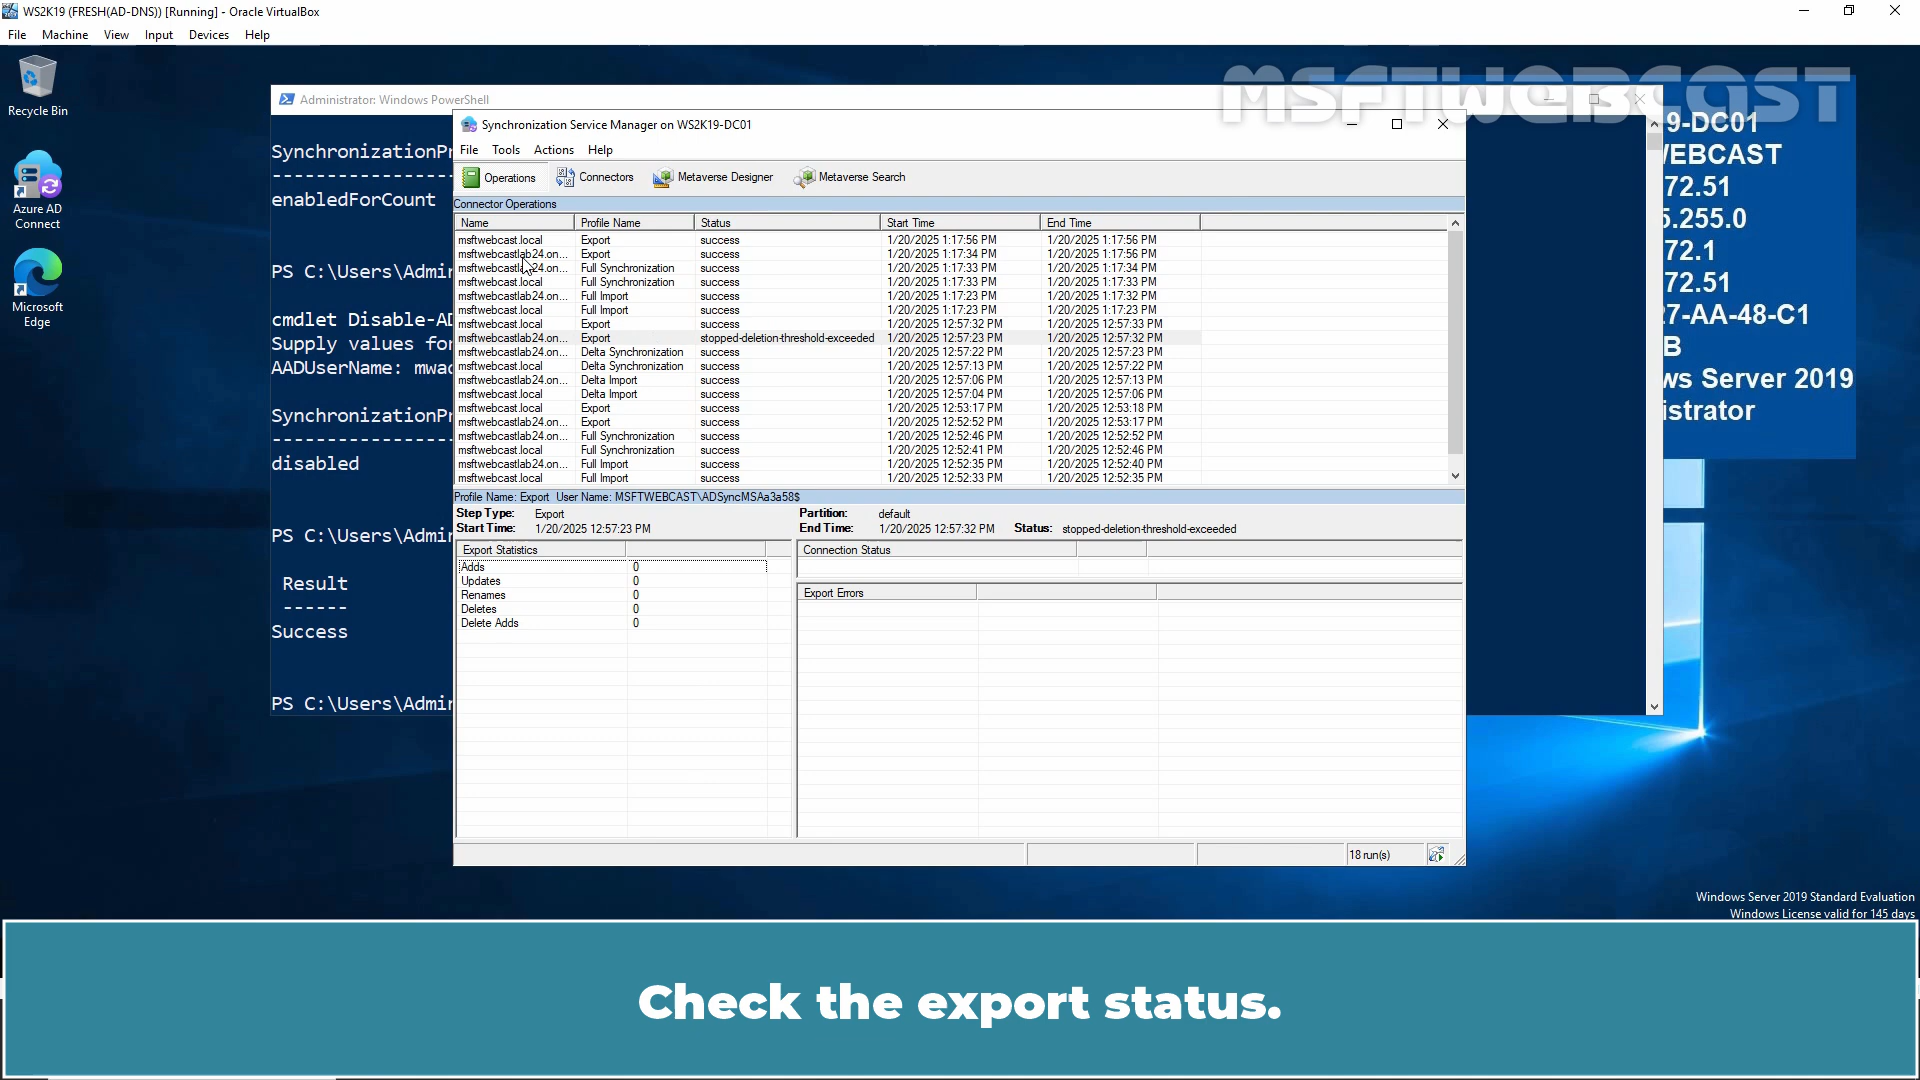 WS2K19 (FRESH(AD-DNS)) [Running] - Oracle VirtualBox
File Machine View Input Devices Help
Recycle Bin
Azure AD
Connect
Microsoft
Edge
MSFTWEBCAST
Administrator: Windows PowerShell
enabledForCount
PS C:\Users\Admin
Supply values for
disabled
PS C:\Users\Admin
Result
------
Success
9-DC01
72.51
5.255.0
72.1
72.51
27-AA-48-C1
B
ws Server 2019
istrator
Synchronization Service Manager on WS2K19-DC01
File Tools Actions Help
Operations Connectors Metaverse Designer Metaverse Search
Connector Operations
Name Profile Name Status Start Time End Time
msftwebcast.local Export success 1/20/2025 1:17:56 PM 1/20/2025 1:17:56 PM
msftwebcastlab24.on... Export success 1/20/2025 1:17:34 PM 1/20/2025 1:17:56 PM
msftwebcastlab24.on... Full Synchronization success 1/20/2025 1:17:33 PM 1/20/2025 1:17:34 PM
msftwebcast.local Full Synchronization success 1/20/2025 1:17:33 PM 1/20/2025 1:17:33 PM
msftwebcastlab24.on... Full Import success 1/20/2025 1:17:23 PM 1/20/2025 1:17:32 PM
msftwebcast.local Full Import success 1/20/2025 1:17:23 PM 1/20/2025 1:17:23 PM
msftwebcast.local Export success 1/20/2025 12:57:32 PM 1/20/2025 12:57:33 PM
msftwebcastlab24.on... Export stopped-deletion-threshold-exceeded 1/20/2025 12:57:23 PM 1/20/2025 12:57:32 PM
msftwebcastlab24.on... Delta Synchronization success 1/20/2025 12:57:22 PM 1/20/2025 12:57:23 PM
msftwebcast.local Delta Synchronization success 1/20/2025 12:57:13 PM 1/20/2025 12:57:22 PM
msftwebcastlab24.on... Delta Import success 1/20/2025 12:57:06 PM 1/20/2025 12:57:13 PM
msftwebcast.local Delta Import success 1/20/2025 12:57:04 PM 1/20/2025 12:57:06 PM
msftwebcast.local Export success 1/20/2025 12:53:17 PM 1/20/2025 12:53:18 PM
msftwebcastlab24.on... Export success 1/20/2025 12:52:52 PM 1/20/2025 12:53:17 PM
msftwebcastlab24.on... Full Synchronization success 1/20/2025 12:52:46 PM 1/20/2025 12:52:52 PM
msftwebcast.local Full Synchronization success 1/20/2025 12:52:41 PM 1/20/2025 12:52:46 PM
msftwebcastlab24.on... Full Import success 1/20/2025 12:52:35 PM 1/20/2025 12:52:40 PM
msftwebcast.local Full Import success 1/20/2025 12:52:33 PM 1/20/2025 12:52:35 PM
Profile Name: Export User Name: MSFTWEBCAST\ADSyncMSAa3a58$
Step Type: Export Partition: default
Start Time: 1/20/2025 12:57:23 PM End Time: 1/20/2025 12:57:32 PM Status: stopped-deletion-threshold-exceeded
Export Statistics Connection Status
Adds 0
Updates 0
Renames 0
Deletes 0
Delete Adds 0
Export Errors
18 run(s)
Windows Server 2019 Standard Evaluation
Windows License valid for 145 days
Check the export status.